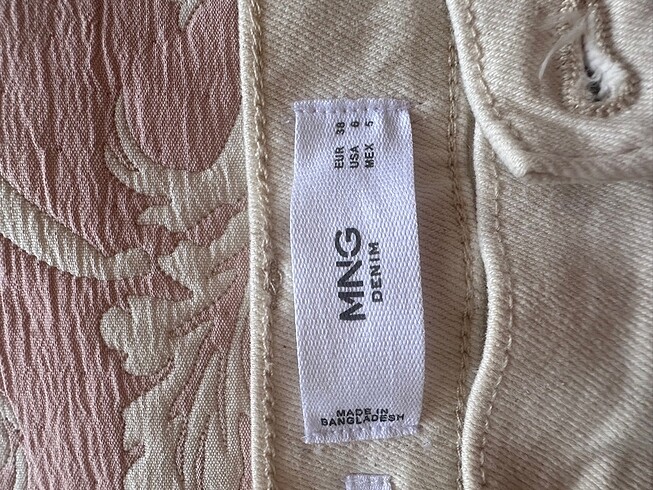 EUR 38
USA 6
MEX 5
MNG
DENIM
MADE IN
BANGLADESH